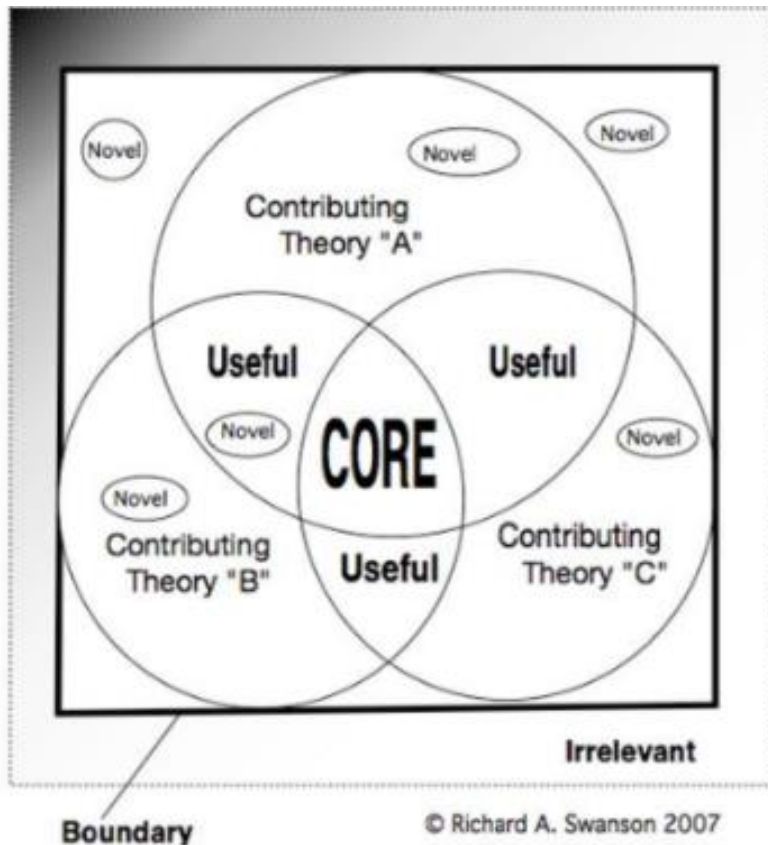 Novel
Novel
Novel
Contributing
Theory "A"
Useful
Useful
Novel
CORE
Novel
Novel
Contributing
Theory "B"
Useful
Contributing
Theory "C"
Irrelevant
Boundary
© Richard A. Swanson 2007